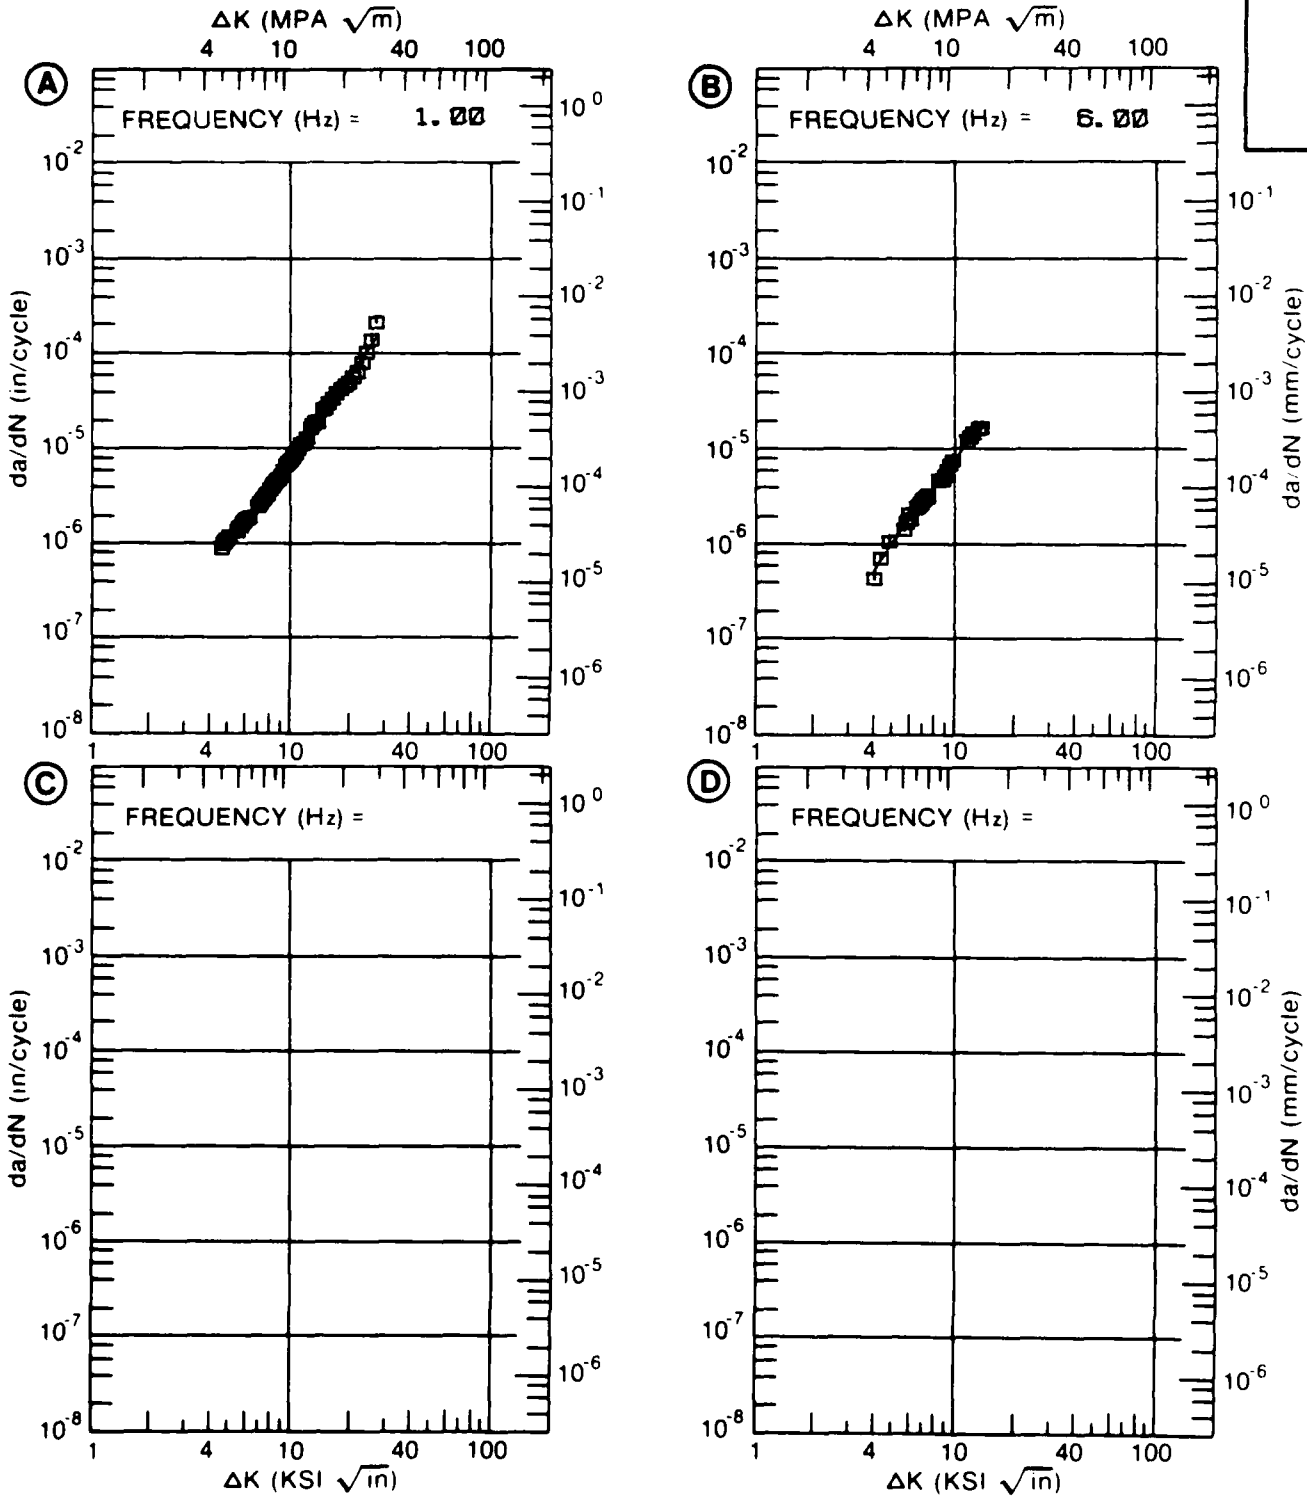 ΔK (MPA √m) ΔK (MPA √m)
4 10 40 100 4 10 40 100
A B
FREQUENCY (Hz) = 1.00 FREQUENCY (Hz) = 6.00
10⁰
10⁻² 10⁻²
10⁻¹ 10⁻¹
10⁻³ 10⁻³
10⁻² 10⁻²
10⁻⁴ 10⁻⁴
10⁻³ 10⁻³
10⁻⁵ 10⁻⁵
10⁻⁴ 10⁻⁴
10⁻⁶ 10⁻⁶
10⁻⁵ 10⁻⁵
10⁻⁷ 10⁻⁷
10⁻⁶ 10⁻⁶
10⁻⁸ 10⁻⁸
da/dN (in/cycle) da/dN (mm/cycle)
1 4 10 40 100 1 4 10 40 100
C D
FREQUENCY (Hz) = FREQUENCY (Hz) =
10⁰ 10⁰
10⁻² 10⁻²
10⁻¹ 10⁻¹
10⁻³ 10⁻³
10⁻² 10⁻²
10⁻⁴ 10⁻⁴
10⁻³ 10⁻³
10⁻⁵ 10⁻⁵
10⁻⁴ 10⁻⁴
10⁻⁶ 10⁻⁶
10⁻⁵ 10⁻⁵
10⁻⁷ 10⁻⁷
10⁻⁶ 10⁻⁶
10⁻⁸ 10⁻⁸
da/dN (in/cycle) da/dN (mm/cycle)
1 4 10 40 100 1 4 10 40 100
ΔK (KSI √in) ΔK (KSI √in)